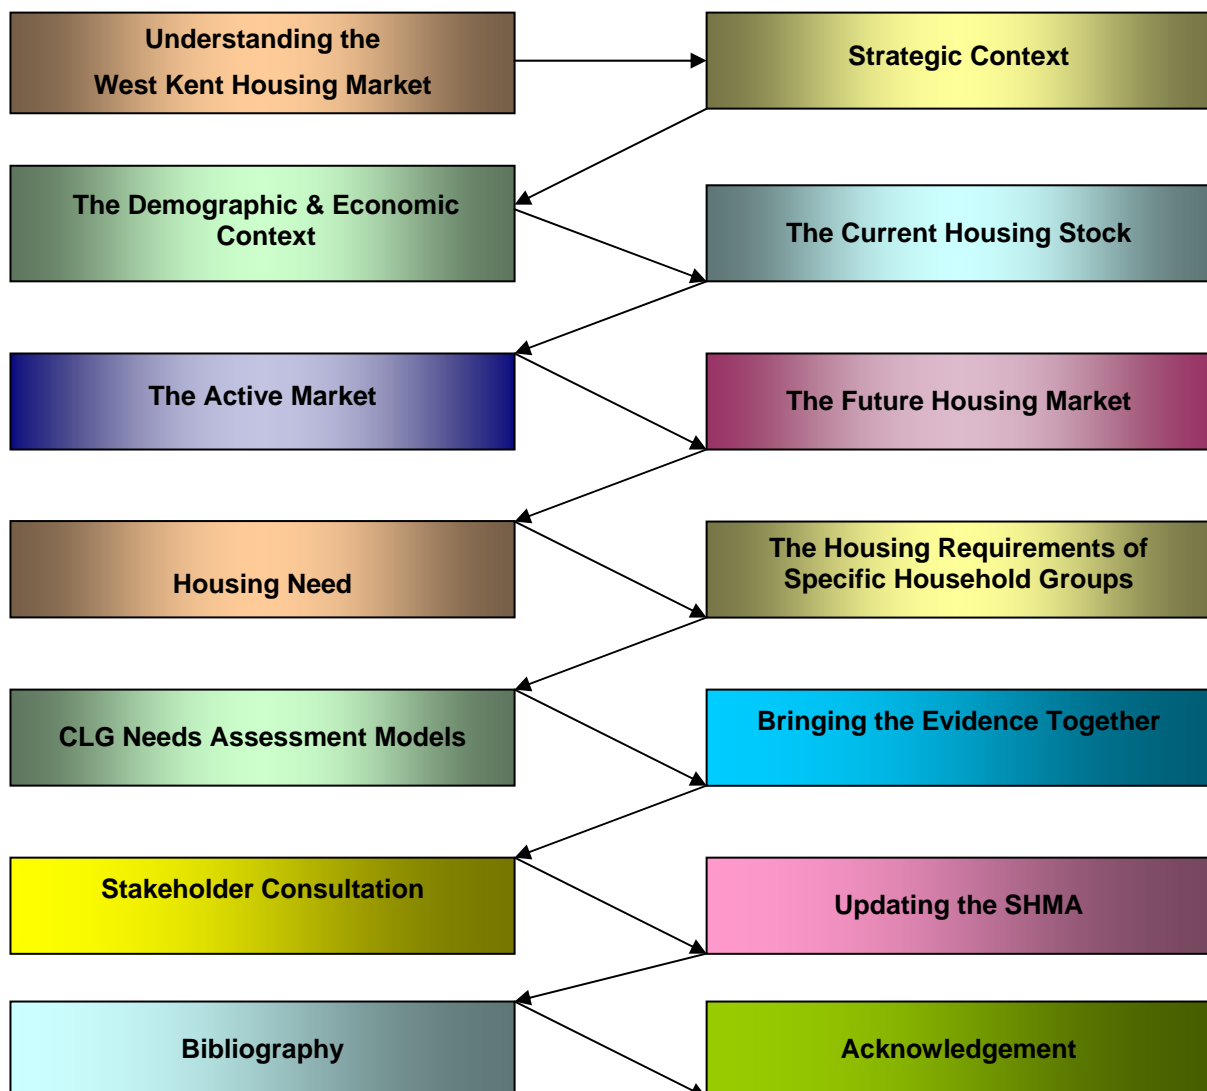 Understanding the
West Kent Housing Market
Strategic Context
The Demographic & Economic
Context
The Current Housing Stock
The Active Market
The Future Housing Market
Housing Need
The Housing Requirements of
Specific Household Groups
CLG Needs Assessment Models
Bringing the Evidence Together
Stakeholder Consultation
Updating the SHMA
Bibliography
Acknowledgement